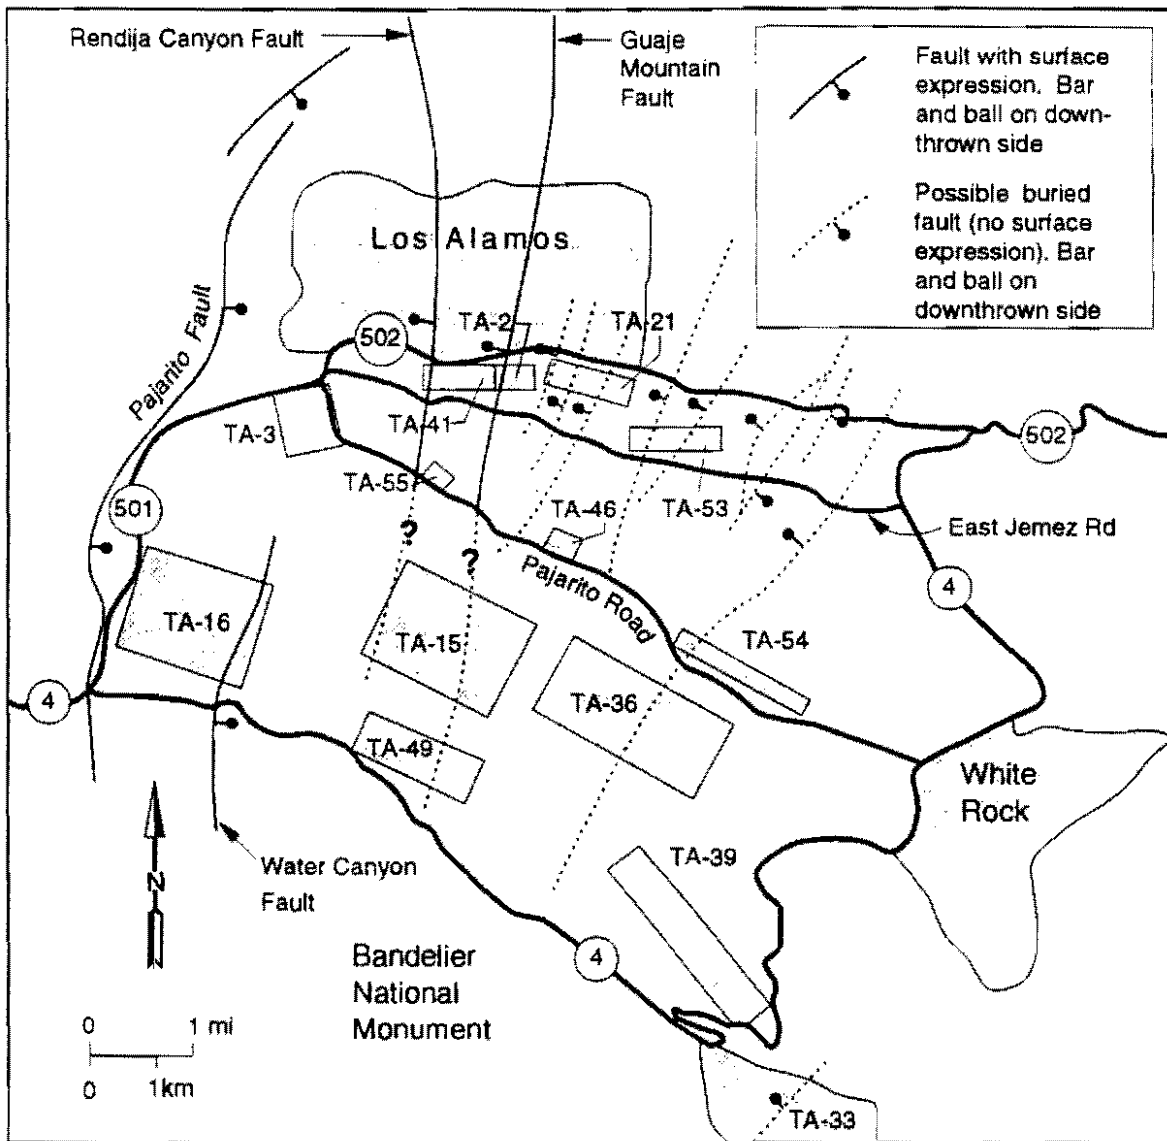 Rendija Canyon Fault
Guaje
Mountain
Fault
Fault with surface
expression. Bar
and ball on down-
thrown side
Possible buried
fault (no surface
expression). Bar
and ball on
downthrown side
Los Alamos
Pajarito Fault
502
TA-2
TA-21
TA-3
TA-41
502
TA-55
TA-46
TA-53
501
East Jemez Rd
?
?
Pajarito Road
4
TA-16
TA-15
TA-54
4
TA-36
TA-49
White
Rock
Water Canyon
Fault
TA-39
N
Bandelier
National
Monument
4
0 1 mi
0 1km
TA-33